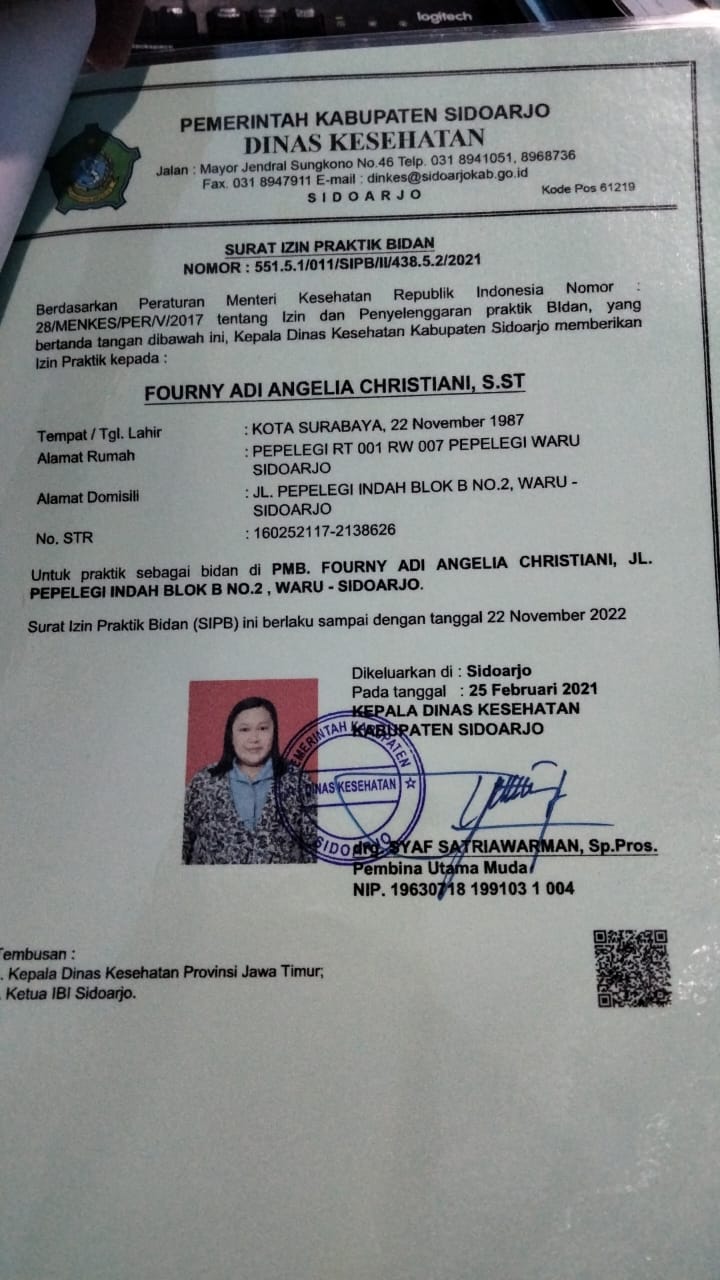 logitech
PEMERINTAH KABUPATEN SIDOARJO
DINAS KESEHATAN
Jalan : Mayor Jendral Sungkono No.46 Telp. 031 8941051, 8968736
Fax. 031 8947911 E-mail : dinkes@sidoarjokab.go.id
SIDOARJO
Kode Pos 61219
SURAT IZIN PRAKTIK BIDAN
NOMOR : 551.5.1/011/SIPB/II/438.5.2/2021
Berdasarkan Peraturan Menteri Kesehatan Republik Indonesia Nomor :
28/MENKES/PER/V/2017 tentang Izin dan Penyelenggaran praktik BIdan, yang
bertanda tangan dibawah ini, Kepala Dinas Kesehatan Kabupaten Sidoarjo memberikan
Izin Praktik kepada :
FOURNY ADI ANGELIA CHRISTIANI, S.ST
Tempat / Tgl. Lahir : KOTA SURABAYA, 22 November 1987
Alamat Rumah : PEPELEGI RT 001 RW 007 PEPELEGI WARU
SIDOARJO
Alamat Domisili : JL. PEPELEGI INDAH BLOK B NO.2, WARU -
SIDOARJO
No. STR : 160252117-2138626
Untuk praktik sebagai bidan di PMB. FOURNY ADI ANGELIA CHRISTIANI, JL.
PEPELEGI INDAH BLOK B NO.2 , WARU - SIDOARJO.
Surat Izin Praktik Bidan (SIPB) ini berlaku sampai dengan tanggal 22 November 2022
Dikeluarkan di : Sidoarjo
Pada tanggal : 25 Februari 2021
KEPALA DINAS KESEHATAN
KABUPATEN SIDOARJO
PEMERINTAH KABUPATEN
DINAS KESEHATAN
SIDOARJO
drg. SYAF SATRIAWARMAN, Sp.Pros.
Pembina Utama Muda
NIP. 19630718 199103 1 004
Tembusan :
. Kepala Dinas Kesehatan Provinsi Jawa Timur;
. Ketua IBI Sidoarjo.